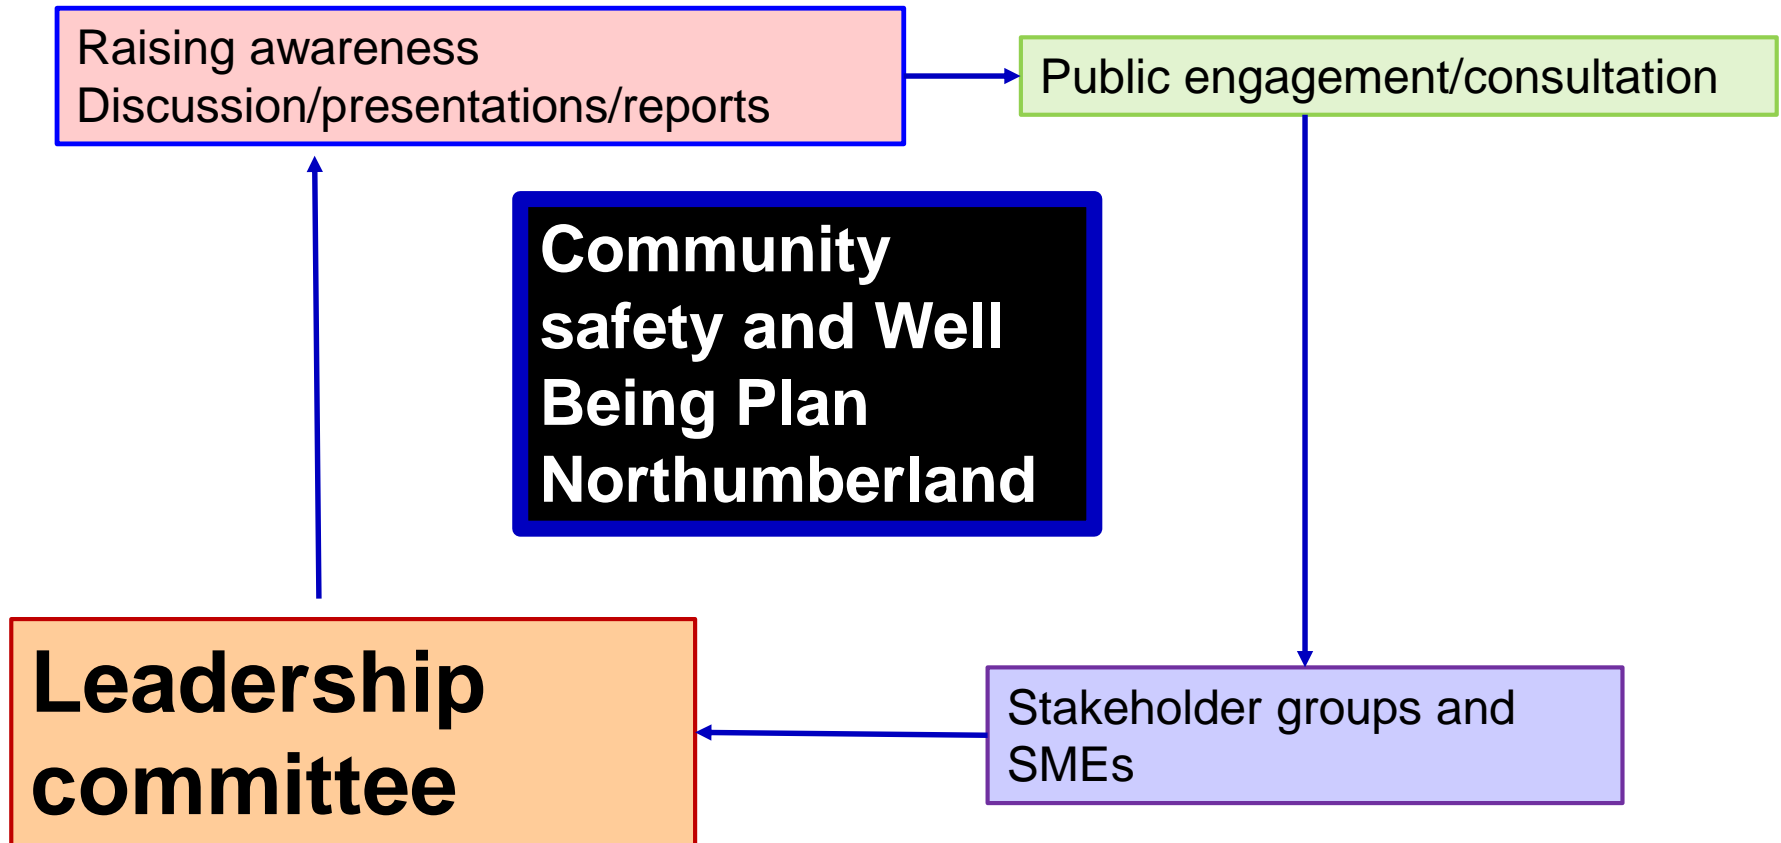 Raising awareness
Discussion/presentations/reports
Public engagement/consultation
Community
safety and Well
Being Plan
Northumberland
Leadership
committee
Stakeholder groups and
SMEs